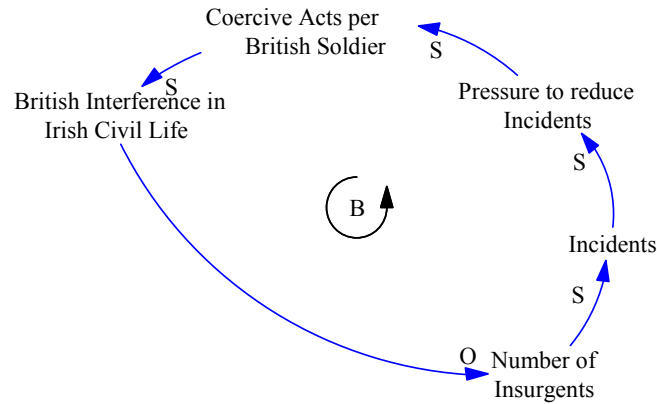 Coercive Acts per
British Soldier
S
S
British Interference in
Irish Civil Life
Pressure to reduce
Incidents
S
B
Incidents
S
O
Number of
Insurgents